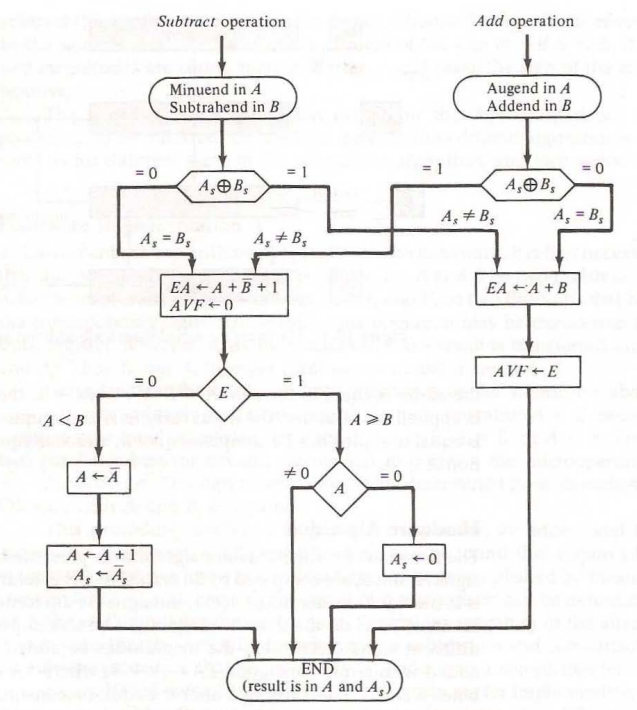 Subtract operation
Add operation
Minuend in A
Subtrahend in B
Augend in A
Addend in B
= 0
A_s ⊕ B_s
= 1
= 1
A_s ⊕ B_s
= 0
A_s = B_s
A_s ≠ B_s
A_s ≠ B_s
A_s = B_s
EA ← A + B̅ + 1
AVF ← 0
EA ← A + B
AVF ← E
= 0
E
= 1
A < B
A ⩾ B
A ← A̅
≠ 0
A
= 0
A ← A + 1
A_s ← A̅_s
A_s ← 0
END
(result is in A and A_s)